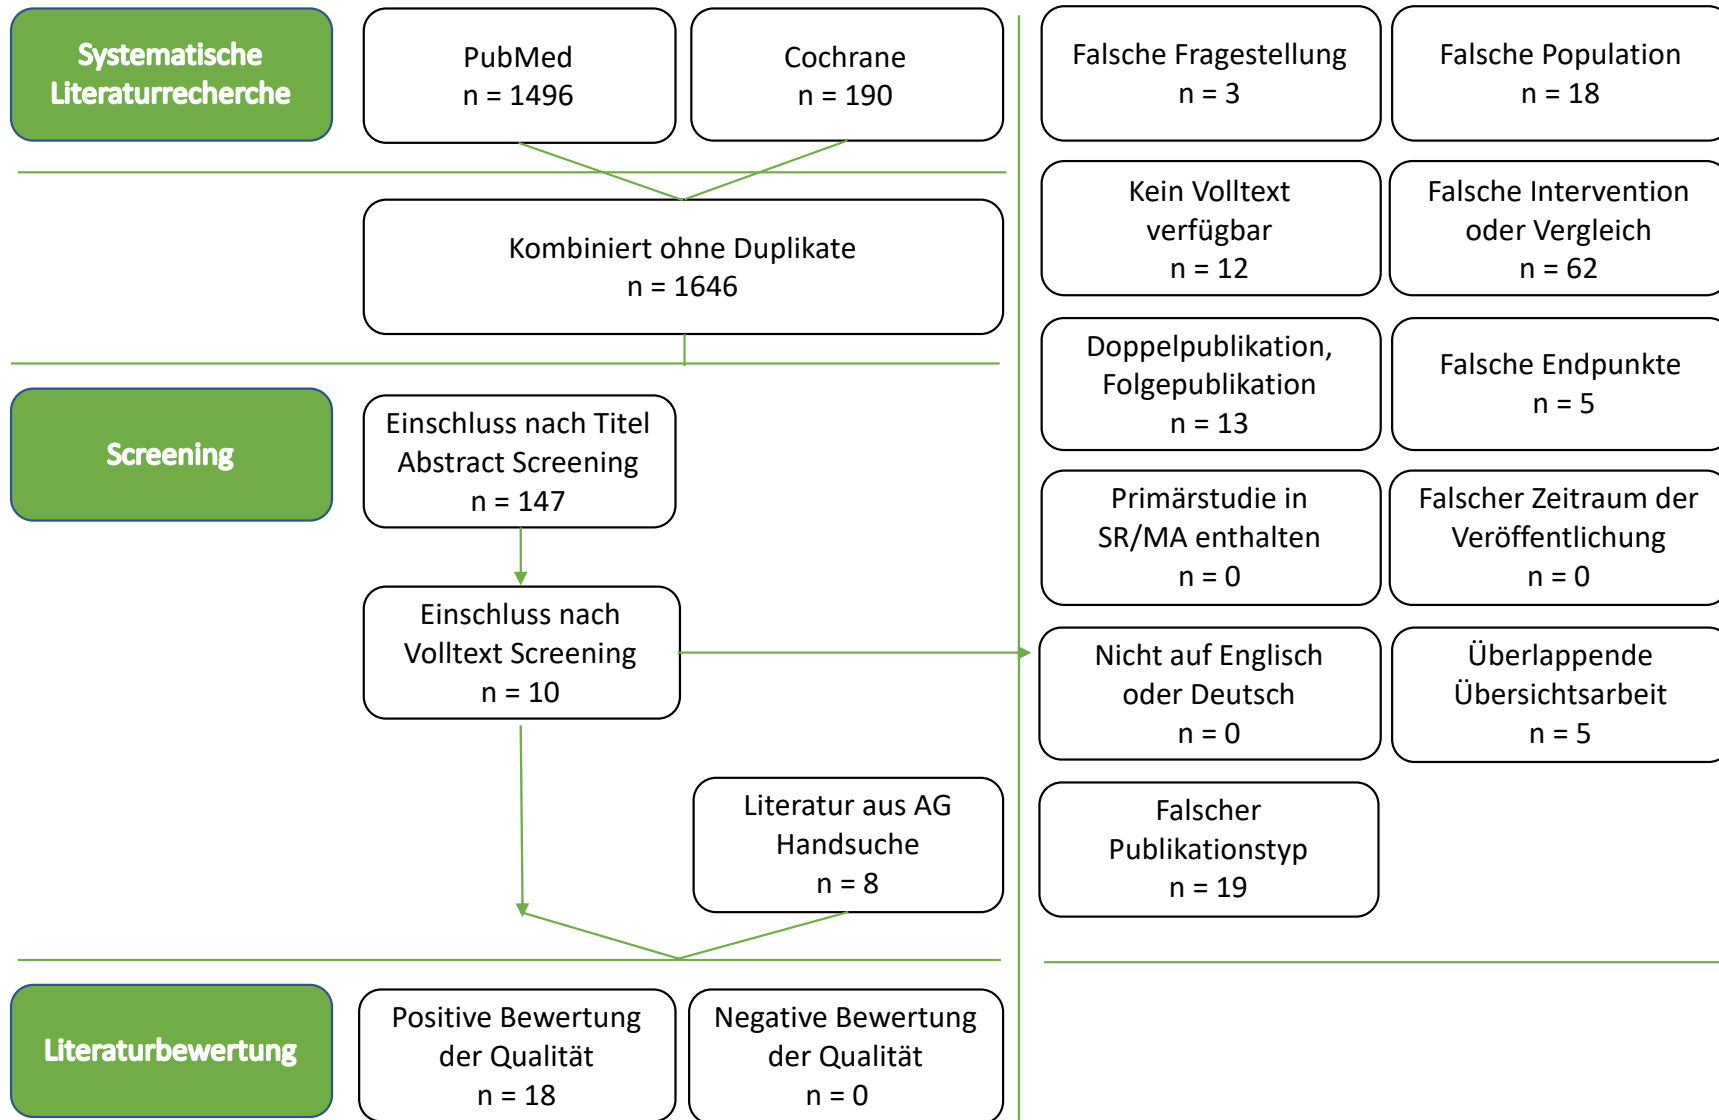 Systematische
Literaturrecherche
PubMed
n = 1496
Cochrane
n = 190
Kombiniert ohne Duplikate
n = 1646
Screening
Einschluss nach Titel
Abstract Screening
n = 147
Einschluss nach
Volltext Screening
n = 10
Literatur aus AG
Handsuche
n = 8
Literaturbewertung
Positive Bewertung
der Qualität
n = 18
Negative Bewertung
der Qualität
n = 0
Falsche Fragestellung
n = 3
Falsche Population
n = 18
Kein Volltext
verfügbar
n = 12
Falsche Intervention
oder Vergleich
n = 62
Doppelpublikation,
Folgepublikation
n = 13
Falsche Endpunkte
n = 5
Primärstudie in
SR/MA enthalten
n = 0
Falscher Zeitraum der
Veröffentlichung
n = 0
Nicht auf Englisch
oder Deutsch
n = 0
Überlappende
Übersichtsarbeit
n = 5
Falscher
Publikationstyp
n = 19